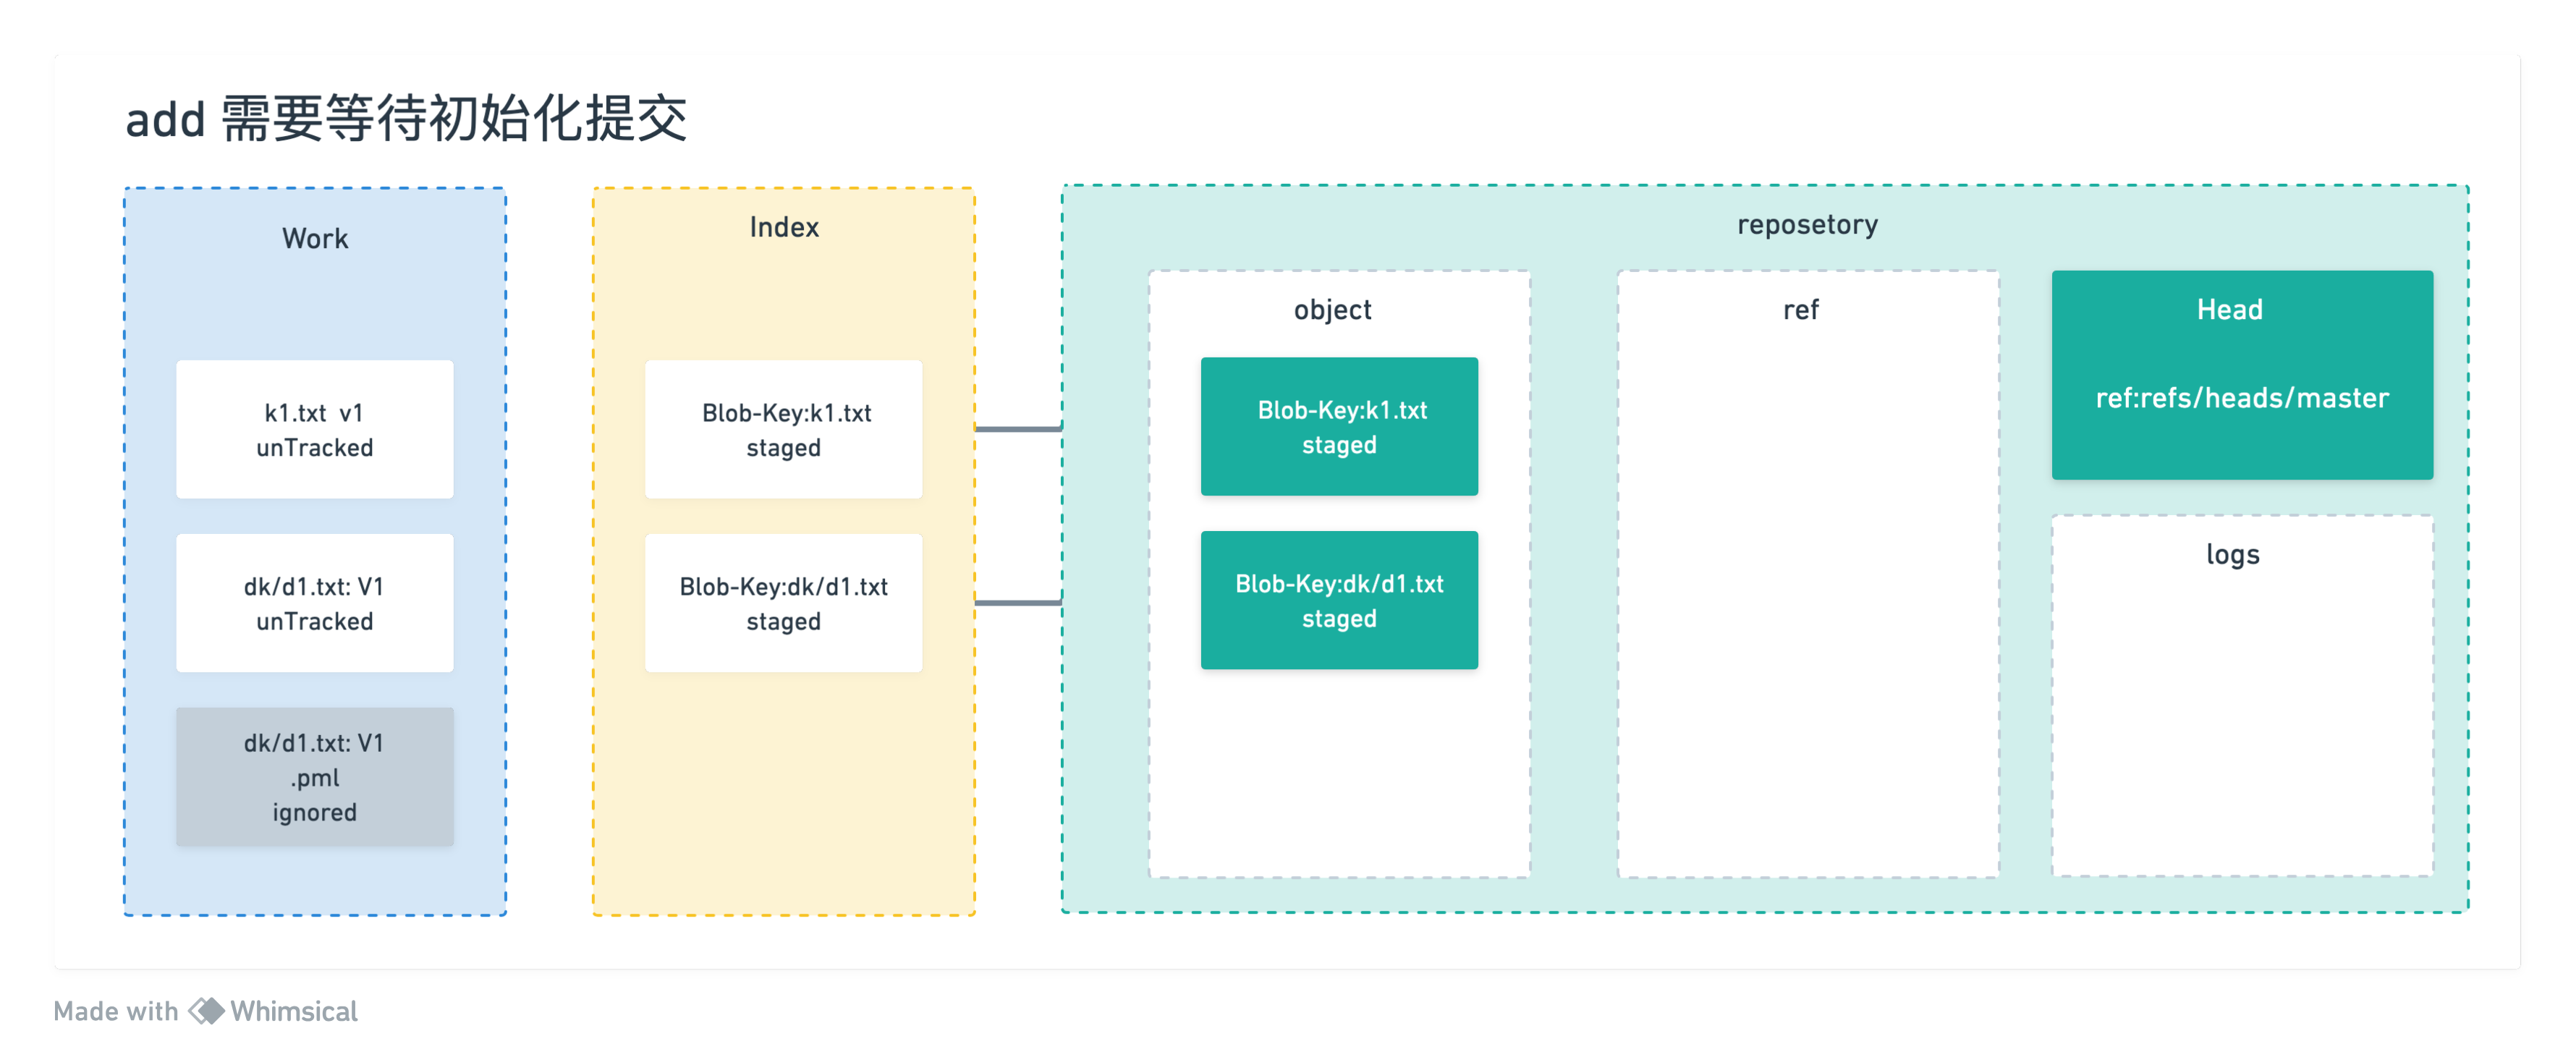 add 需要等待初始化提交
Work
k1.txt  v1
unTracked
dk/d1.txt: V1
unTracked
dk/d1.txt: V1
.pml
ignored
Index
Blob-Key:k1.txt
staged
Blob-Key:dk/d1.txt
staged
reposetory
object
Blob-Key:k1.txt
staged
Blob-Key:dk/d1.txt
staged
ref
Head
ref:refs/heads/master
logs
Made with Whimsical